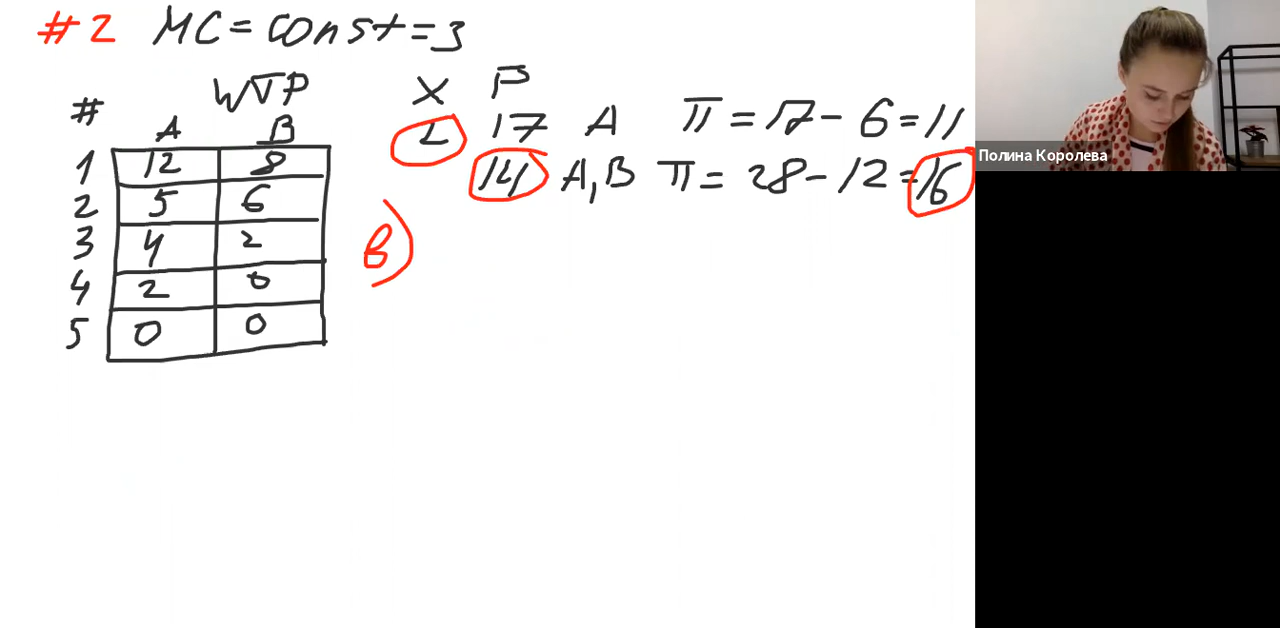 #2 MC = const = 3
WTP
# A B
1 12 8
2 5 6
3 4 2
4 2 0
5 0 0
X P
2 17 A π = 17 - 6 = 11
14 A, B π = 28 - 12 = 16
в)
Полина Королева